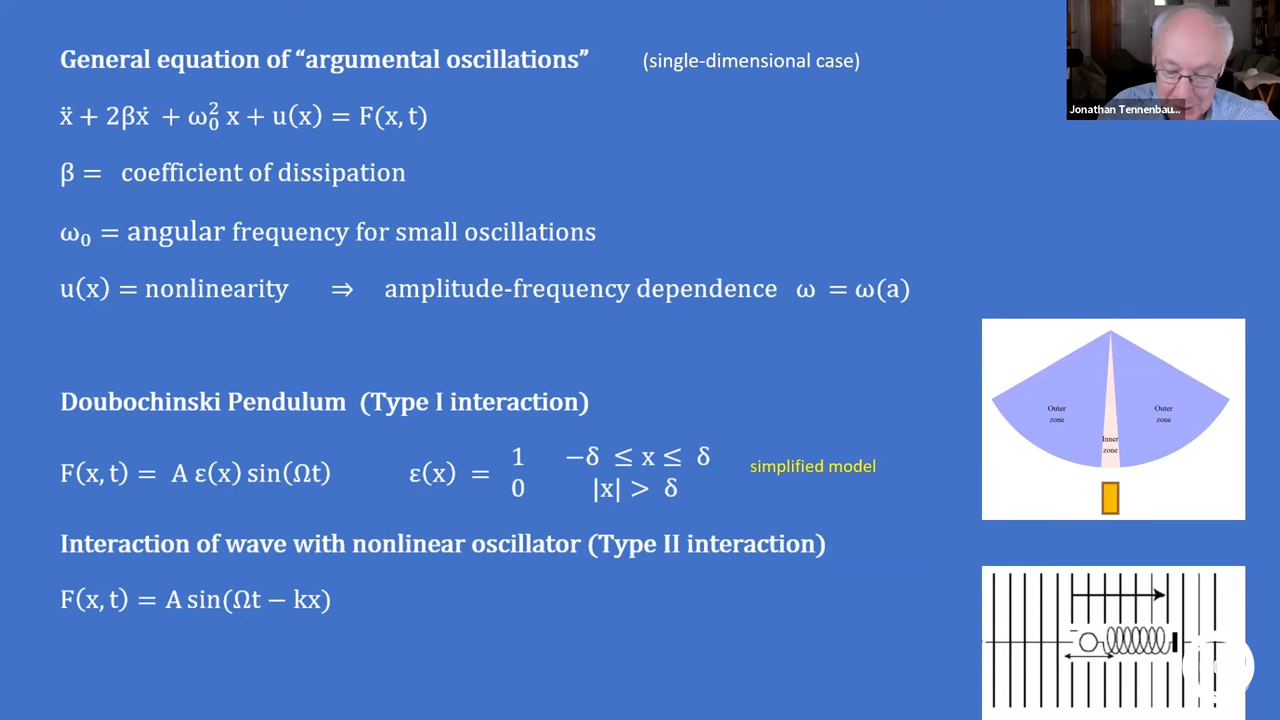 General equation of “argumental oscillations” (single-dimensional case)
Jonathan Tennenbau...
ẍ + 2βẋ + ω₀² x + u(x) = F(x, t)
β = coefficient of dissipation
ω₀ = angular frequency for small oscillations
u(x) = nonlinearity ⇒ amplitude-frequency dependence ω = ω(a)
Doubochinski Pendulum (Type I interaction)
F(x, t) = A ε(x) sin(Ωt) ε(x) = 1 −δ ≤ x ≤ δ
0 |x| > δ
simplified model
Interaction of wave with nonlinear oscillator (Type II interaction)
F(x, t) = A sin(Ωt − kx)
Outer
zone
Inner
zone
Outer
zone